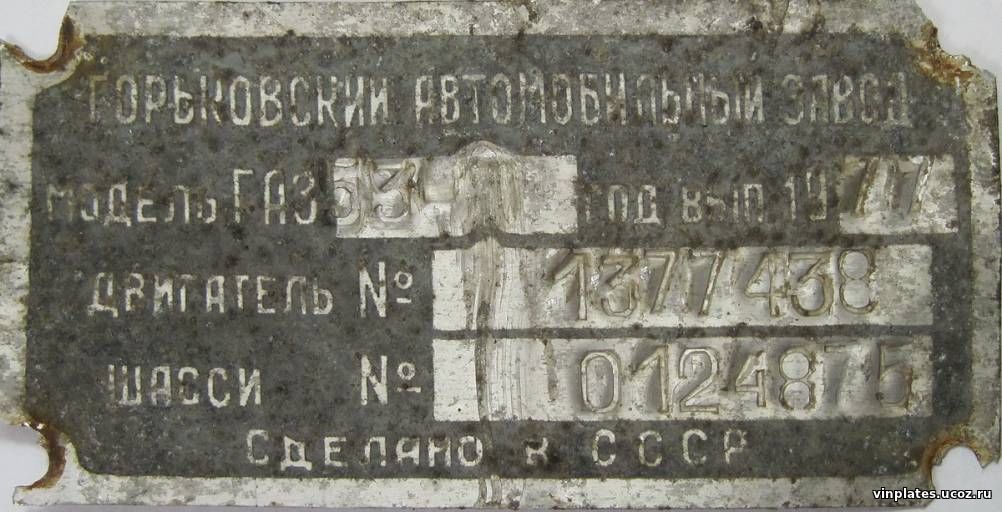 ГОРЬКОВСКИЙ АВТОМОБИЛЬНЫЙ ЗАВОД
МОДЕЛЬ ГАЗ 53- ГОД ВЫП 1977
ДВИГАТЕЛЬ № 1377438
ШАССИ № 0124875
СДЕЛАНО В СССР
vinplates.ucoz.ru